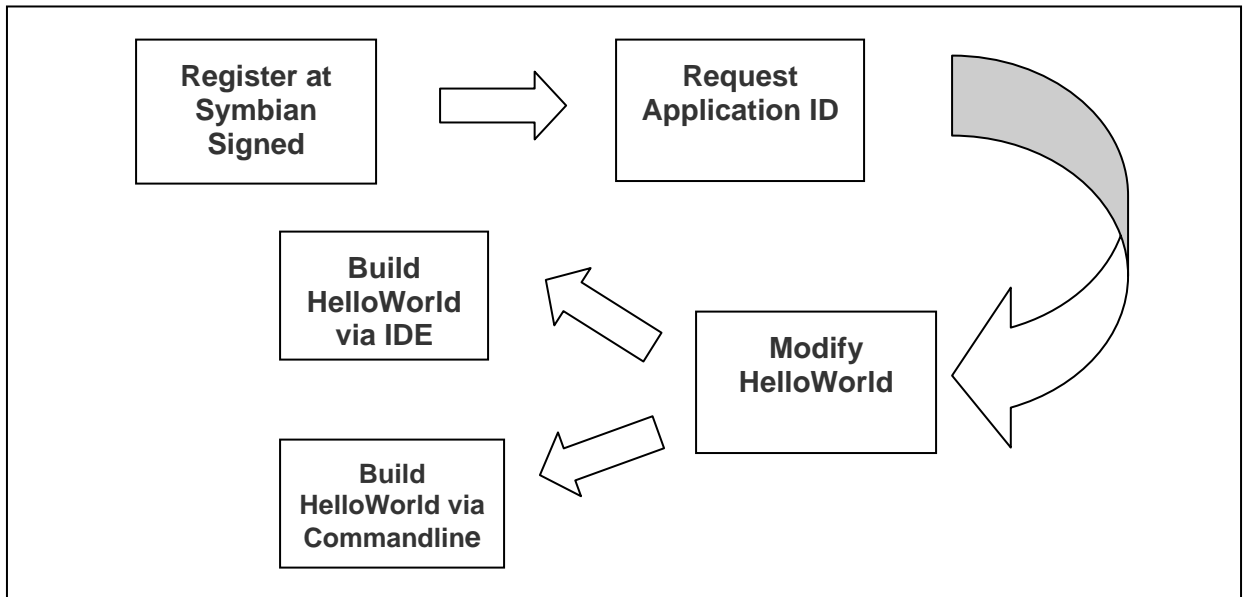 Register at
Symbian
Signed
Request
Application ID
Modify
HelloWorld
Build
HelloWorld
via IDE
Build
HelloWorld via
Commandline